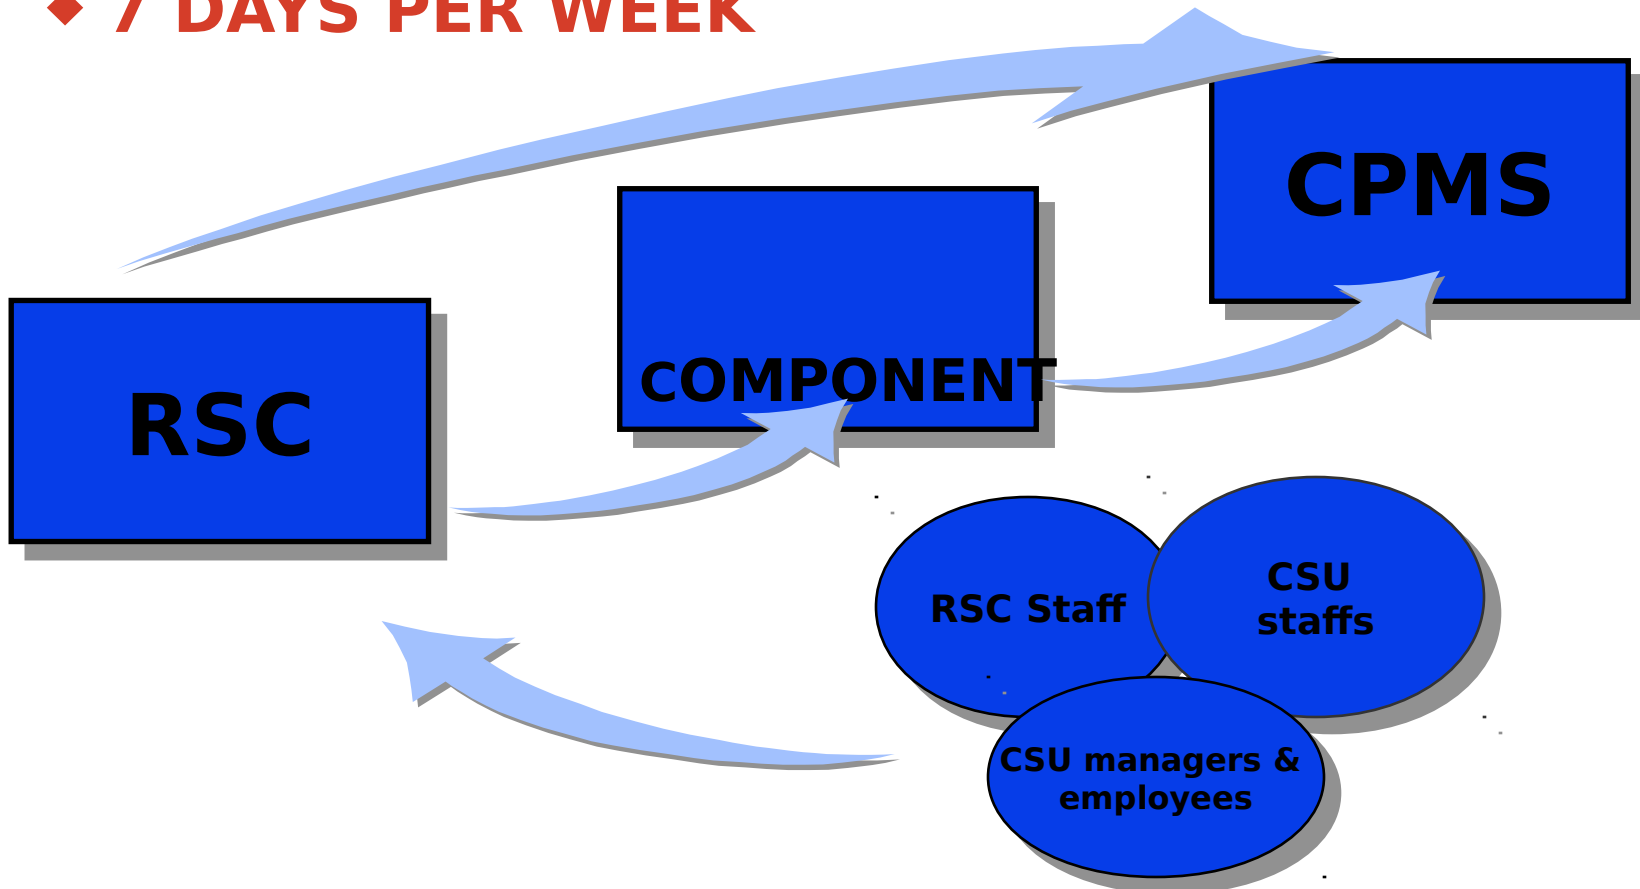 7 DAYS PER WEEK
CPMS
COMPONENT
RSC
CSU
staffs
RSC Staff
CSU managers &
employees